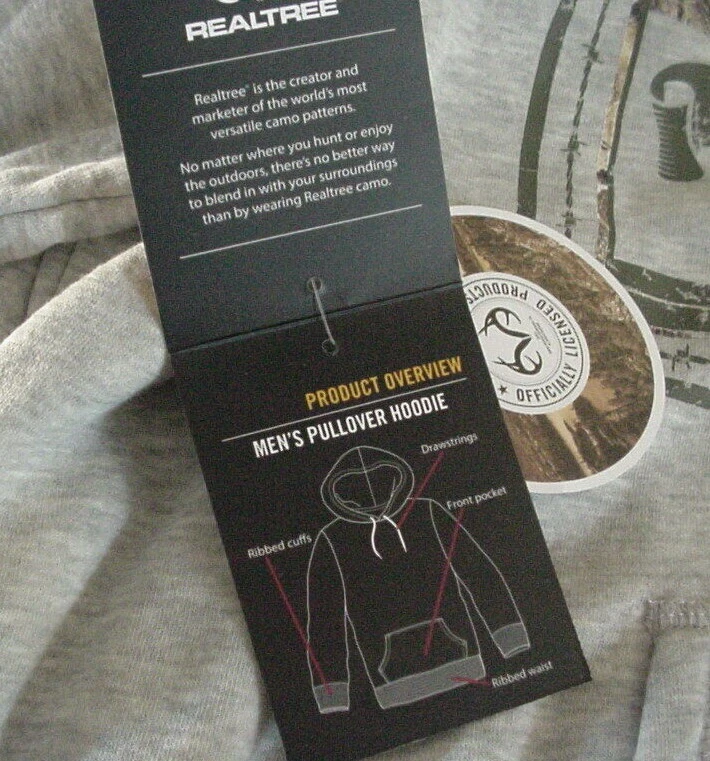 REALTREE
Realtree® is the creator and
marketer of the world's most
versatile camo patterns.
No matter where you hunt or enjoy
the outdoors, there's no better way
to blend in with your surroundings
than by wearing Realtree camo.
PRODUCT OVERVIEW
MEN'S PULLOVER HOODIE
Drawstrings
Front pocket
Ribbed cuffs
Ribbed waist
OFFICIALLY LICENSED PRODUCTS